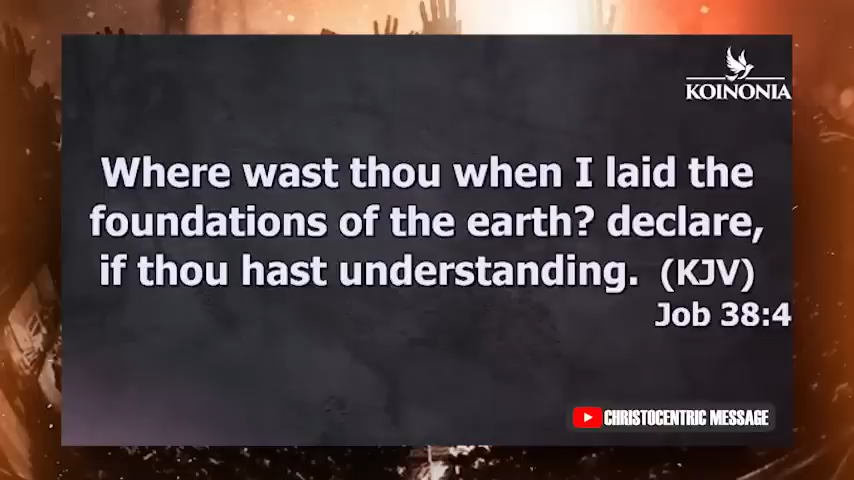 KOINONIA
Where wast thou when I laid the
foundations of the earth? declare,
if thou hast understanding. (KJV)
Job 38:4
CHRISTOCENTRIC MESSAGE